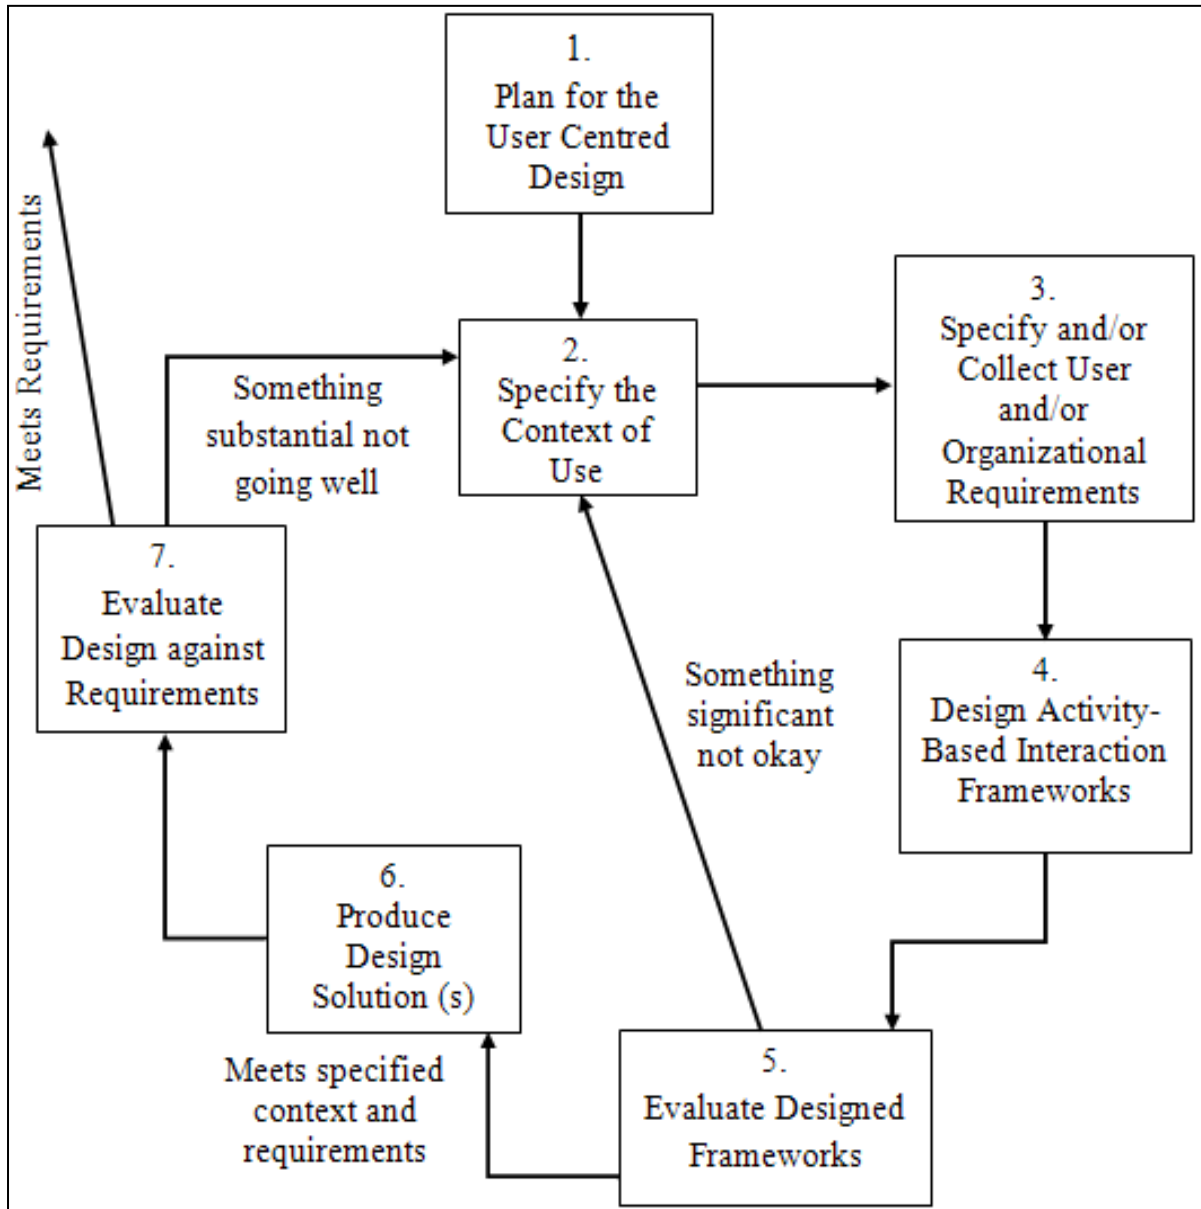 1.
Plan for the
User Centred
Design
2.
Specify the
Context of
Use
3.
Specify and/or
Collect User
and/or
Organizational
Requirements
4.
Design Activity-
Based Interaction
Frameworks
5.
Evaluate Designed
Frameworks
Something
significant
not okay
Meets specified
context and
requirements
6.
Produce
Design
Solution (s)
7.
Evaluate
Design against
Requirements
Something
substantial not
going well
Meets Requirements